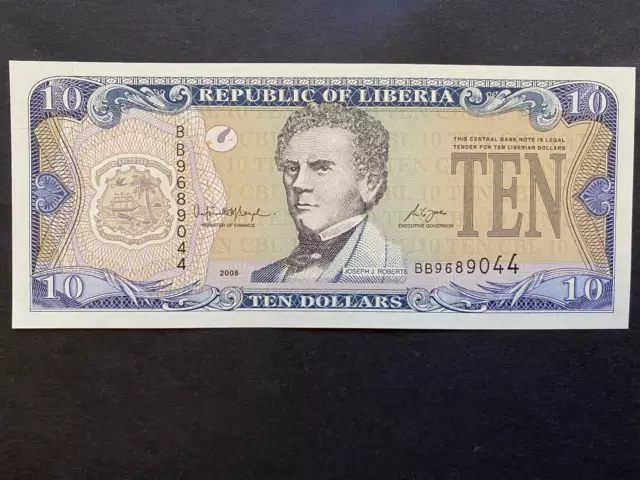 10 REPUBLIC OF LIBERIA 10
BB9689044
THIS CENTRAL BANK NOTE IS LEGAL
TENDER FOR TEN LIBERIAN DOLLARS
TEN
MINISTER OF FINANCE
EXECUTIVE GOVERNOR
2008
JOSEPH J. ROBERTS
BB9689044
10 TEN DOLLARS 10